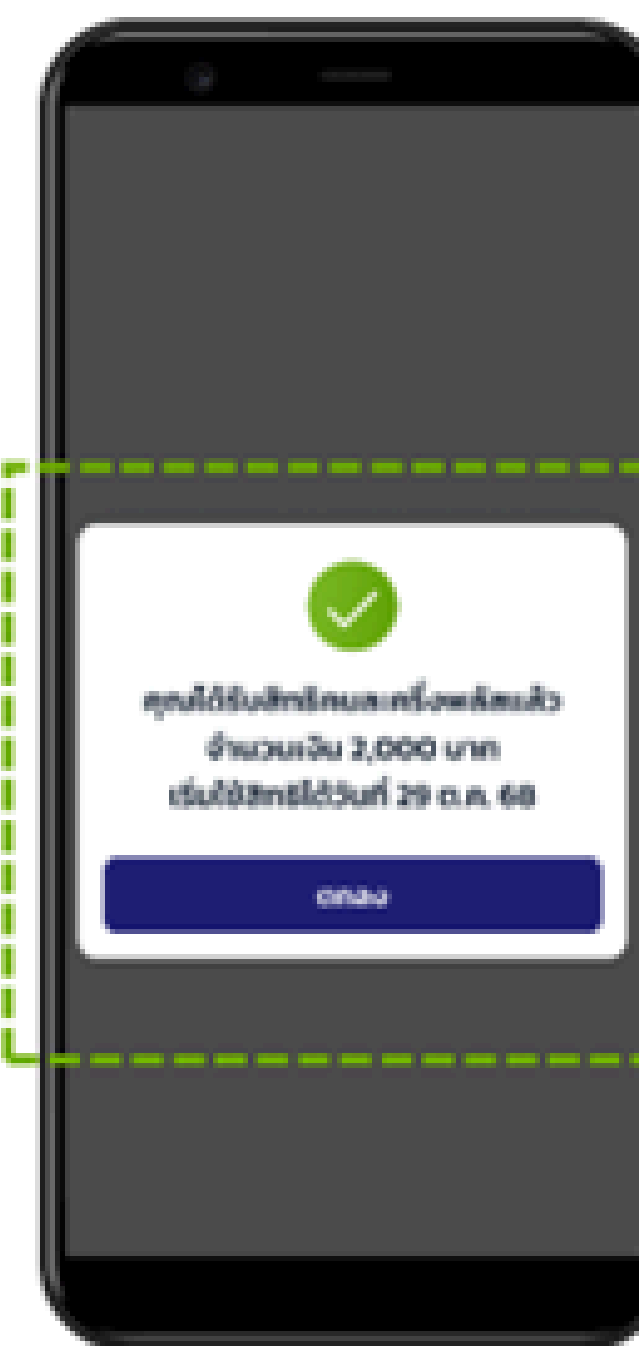 คุณได้รับสิทธิคนละครึ่งพลัสแล้ว
จำนวนเงิน 2,000 บาท
เริ่มใช้สิทธิได้วันที่ 29 ต.ค. 68
ตกลง